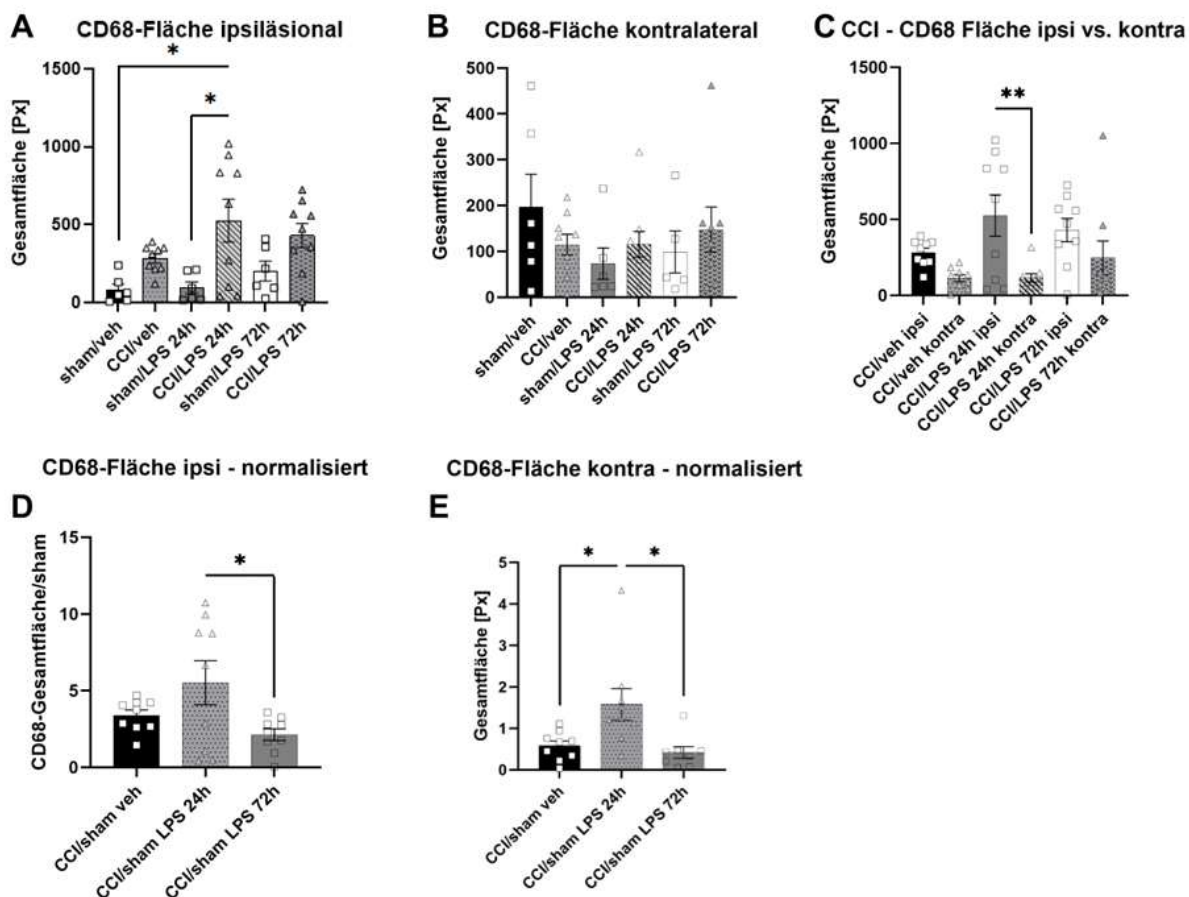 A
CD68-Fläche ipsiläsional
Gesamtfläche [Px]
1500
1000
500
0
*
*
sham/veh
CCI/veh
sham/LPS 24h
CCI/LPS 24h
sham/LPS 72h
CCI/LPS 72h
B
CD68-Fläche kontralateral
Gesamtfläche [Px]
500
400
300
200
100
0
sham/veh
CCI/veh
sham/LPS 24h
CCI/LPS 24h
sham/LPS 72h
CCI/LPS 72h
C
CCI - CD68 Fläche ipsi vs. kontra
Gesamtfläche [Px]
1500
1000
500
0
**
CCI/veh ipsi
CCI/veh kontra
CCI/LPS 24h ipsi
CCI/LPS 24h kontra
CCI/LPS 72h ipsi
CCI/LPS 72h kontra
CD68-Fläche ipsi - normalisiert
D
CD68-Gesamtfläche/sham
15
10
5
0
*
CCI/sham veh
CCI/sham LPS 24h
CCI/sham LPS 72h
CD68-Fläche kontra - normalisiert
E
Gesamtfläche [Px]
5
4
3
2
1
0
*
*
CCI/sham veh
CCI/sham LPS 24h
CCI/sham LPS 72h